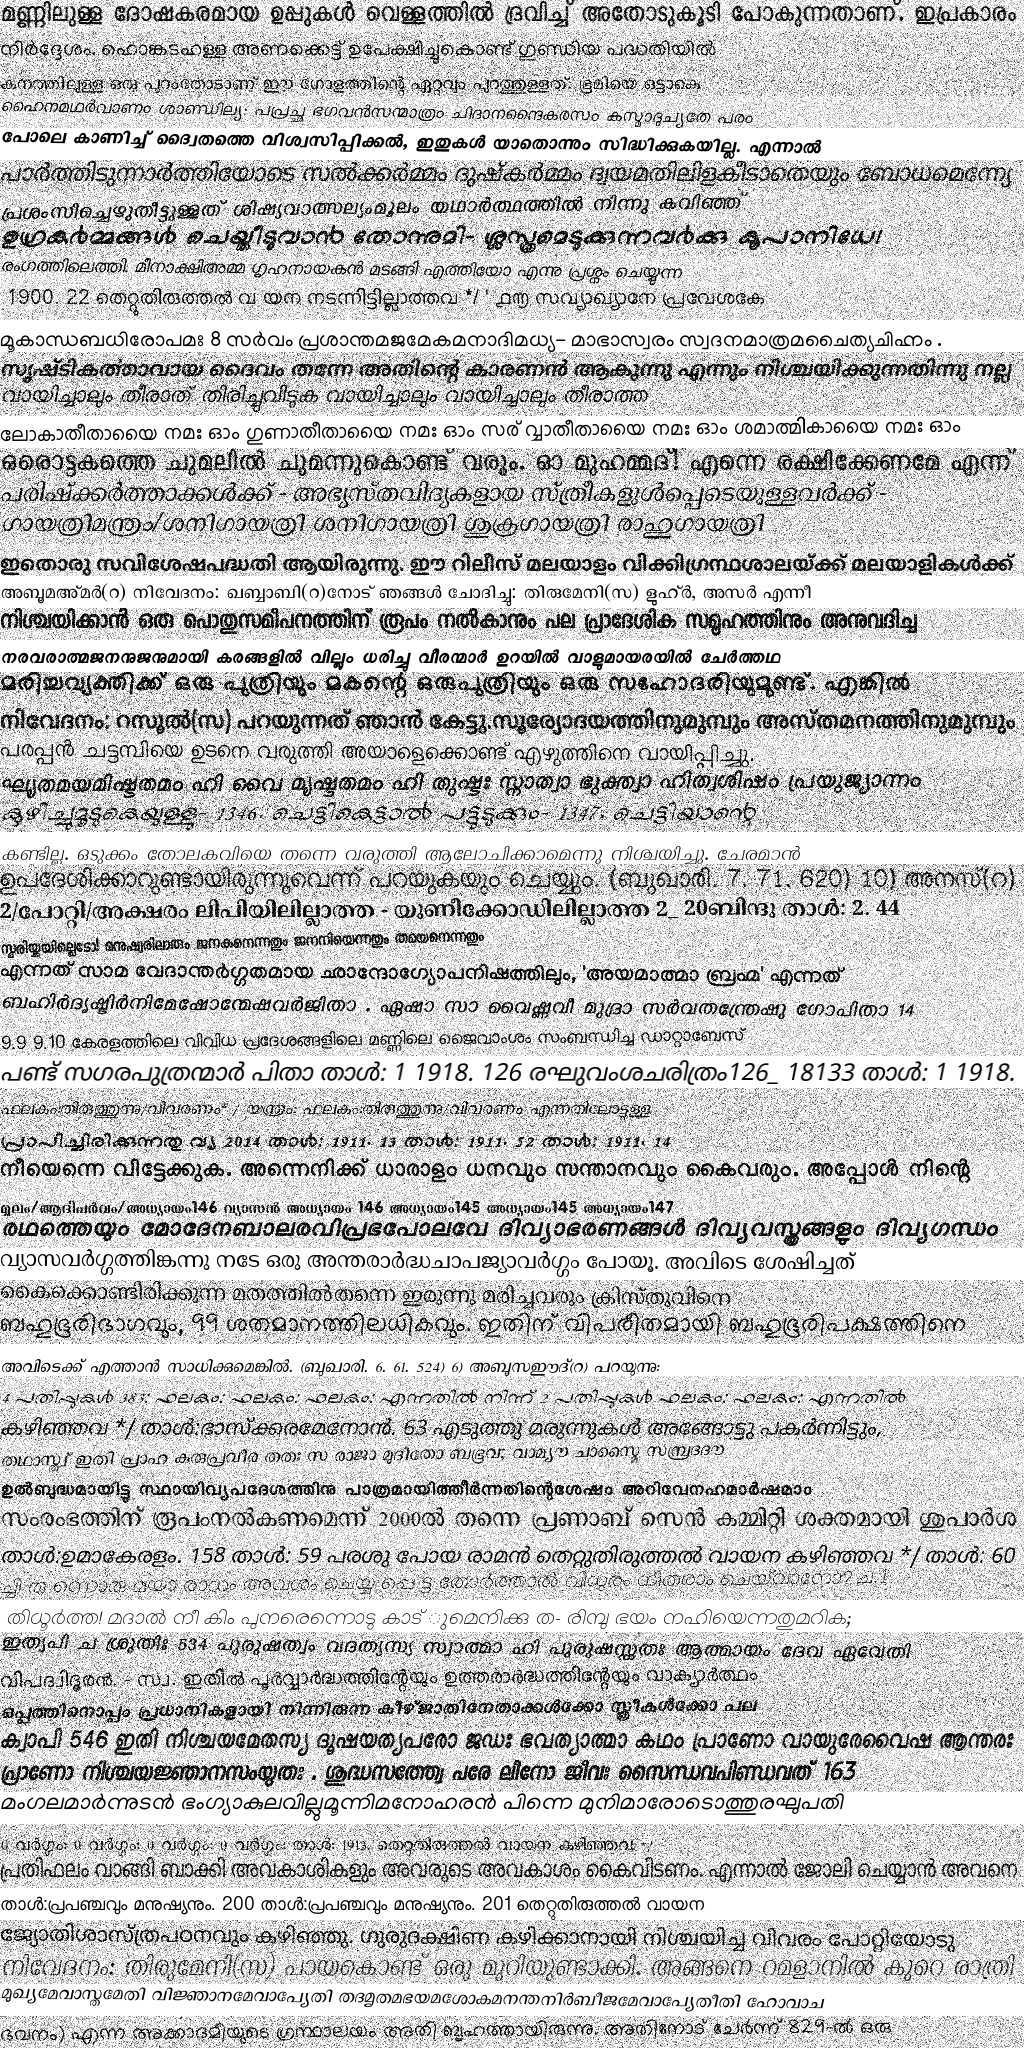 മണ്ണിലുള്ള ദോഷകരമായ ഉപ്പുകൾ വെള്ളത്തിൽ ദ്രവിച്ച് അതോടുകൂടി പോകുന്നതാണ്. ഇപ്രകാരം
നിർദ്ദേശം. ഹൊങ്കടഹള്ള അണക്കെട്ട് ഉപേക്ഷിച്ചുകൊണ്ട് ഗുണ്ഡിയ പദ്ധതിയിൽ
കനത്തിലുള്ള ഒരു പുറംതോടാണ് ഈ ഗോളത്തിന്റെ ഏറ്റവും പുറത്തുള്ളത്. ഭൂമിയെ ഒട്ടാകെ
ഹൈനമഥർവാണം ശാണ്ഡില്യഃ പപ്രച്ഛ ഭഗവൻസന്മാത്രം ചിദാനന്ദൈകരസം കസ്മാദുച്യതേ പരം
പോലെ കാണിച്ച് ദ്വൈതത്തെ വിശ്വസിപ്പിക്കൽ, ഇതുകൾ യാതൊന്നും സിദ്ധിക്കുകയില്ല. എന്നാൽ
പാർത്തിടുന്നാർത്തിയോടെ സൽക്കർമ്മം ദുഷ്കർമ്മം ദ്വയമതിലിളകീടാതെയും ബോധമെന്ന്യേ
പ്രശംസിച്ചെഴുതീട്ടുള്ളത് ശിഷ്യവാത്സല്യംമൂലം യഥാർത്ഥത്തിൽ നിന്നു കവിഞ്ഞ്
ഉഗ്രകർമ്മങ്ങൾ ചെയ്തീടുവാൻ തോന്നുമി- ശ്ശസ്ത്രമെടുക്കുന്നവർക്കു കൃപാനിധേ!
രംഗത്തിലെത്തി. മീനാക്ഷിഅമ്മ ഗൃഹനായകൻ മടങ്ങി എത്തിയോ എന്നു പ്രശ്നം ചെയ്യുന്ന
1900. 22 തെറ്റുതിരുത്തൽ വ യന നടന്നിട്ടില്ലാത്തവ */ ' ൧൩ സവ്യാഖ്യാനേ പ്രവേശകേ
മൂകാന്ധബധിരോപമഃ 8 സർവം പ്രശാന്തമജമേകമനാദിമധ്യ– മാഭാസ്വരം സ്വദനമാത്രമചൈത്യചിഹ്നം .
സൃഷ്ടികത്താവായ ദൈവം തന്നേ അതിന്റെ കാരണൻ ആകുന്നു എന്നും നിശ്ചയിക്കുന്നതിന്നു നല്ല
വായിച്ചാലും തീരാത് തിരിച്ചുവിടുക വായിച്ചാലും വായിച്ചാലും തീരാത്ത
ലോകാതീതായൈ നമഃ ഓം ഗുണാതീതായൈ നമഃ ഓം സര് വ്വാതീതായൈ നമഃ ഓം ശമാത്മികായൈ നമഃ ഓം
ഒരൊട്ടകത്തെ ചുമലിൽ ചുമന്നുകൊണ്ട് വരും. ഓ മുഹമ്മദ്! എന്നെ രക്ഷിക്കേണമേ എന്ന്
പരിഷ്ക്കർത്താക്കൾക്ക് - അഭ്യസ്തവിദ്യകളായ സ്ത്രീകളുൾപ്പെടെയുള്ളവർക്ക് -
ഗായത്രിമന്ത്രം/ശനിഗായത്രി ശനിഗായത്രി ശുക്രഗായത്രി രാഹുഗായത്രി
ഇതൊരു സവിശേഷപദ്ധതി ആയിരുന്നു. ഈ റിലീസ് മലയാളം വിക്കിഗ്രന്ഥശാലയ്ക്ക് മലയാളികൾക്ക്
അബൂമഅ്മർ(റ) നിവേദനം: ഖബ്ബാബി(റ)നോട് ഞങ്ങൾ ചോദിച്ചു: തിരുമേനി(സ) ളുഹ്ർ, അസർ എന്നീ
നിശ്ചയിക്കാൻ ഒരു പൊതുസമീപനത്തിന് രൂപം നൽകാനും പല പ്രാദേശിക സമൂഹത്തിനും അനുവദിച്ച
നരവരാത്മജനനുജനുമായി കരങ്ങളിൽ വില്ലും ധരിച്ചു വീരന്മാർ ഉറയിൽ വാളുമായരയിൽ ചേർത്തഥ
മരിച്ചവ്യക്തിക്ക് ഒരു പുത്രിയും മകന്റെ ഒരുപുത്രിയും ഒരു സഹോദരിയുമുണ്ട്. എങ്കിൽ
നിവേദനം: റസൂൽ(സ) പറയുന്നത് ഞാൻ കേട്ടു.സൂര്യോദയത്തിനുമുമ്പും അസ്തമനത്തിനുമുമ്പും
പരപ്പൻ ചട്ടമ്പിയെ ഉടനെ വരുത്തി അയാളെക്കൊണ്ട് എഴുത്തിനെ വായിപ്പിച്ചു.
ഘൃതമയമിഷ്ടതമം ഹി വൈ മൃഷ്ടതമം ഹി തുഷ്ടഃ സ്നാത്വാ ഭുക്ത്വാ ഹിത്വശിഷം പ്രയുജ്യാന്നം
കുഴിച്ചുമൂടുകെയുള്ളു– 1346. ചെട്ടികെട്ടാൽ പട്ടുടുക്കും– 1347. ചെട്ടിയാന്റെ
കണ്ടില്ല. ഒടുക്കം തോലകവിയെ തന്നെ വരുത്തി ആലോചിക്കാമെന്നു നിശ്ചയിച്ചു. ചേരമാൻ
ഉപദേശിക്കാറുണ്ടായിരുന്നുവെന്ന് പറയുകയും ചെയ്യും. (ബുഖാരി. 7. 71. 620) 10) അനസ്(റ)
2/പോറ്റി/അക്ഷരം ലിപിയിലില്ലാത്ത - യുണീക്കോഡിലില്ലാത്ത 2_ 20ബിന്ദു താൾ: 2. 44
സ്മരിയ്ക്കയില്ലെടോ! മനുഷ്യരിലാരും ജനകനെന്നതും ജനനിയെന്നതും തനയനെന്നതും
എന്നത് സാമ വേദാന്തർഗ്ഗതമായ ഛാന്ദോഗ്യോപനിഷത്തിലും, 'അയമാത്മാ ബ്രഹ്മ' എന്നത്
ബഹിർദൃഷ്ടിർനിമേഷോന്മേഷവർജിതാ . ഏഷാ സാ വൈഷ്ണവീ മുദ്രാ സർവതന്ത്രേഷു ഗോപിതാ 14
9.9 9.10 കേരളത്തിലെ വിവിധ പ്രദേശങ്ങളിലെ മണ്ണിലെ ജൈവാംശം സംബന്ധിച്ച ഡാറ്റാബേസ്
പണ്ട് സഗരപുത്രന്മാർ പിതാ താൾ: 1 1918. 126 രഘുവംശചരിത്രം126_ 18133 താൾ: 1 1918.
ഫലകം:തിരുത്തുന്നു/വിവരണം* / യന്ത്രം: ഫലകം:തിരുത്തുന്നു/വിവരണം എന്നതിലോട്ടുള്ള
പ്രാപിച്ചിരിക്കുന്നതു വൃ 2014 താൾ: 1911. 13 താൾ: 1911. 52 താൾ: 1911. 14
നീയെന്നെ വിട്ടേക്കുക. അന്നെനിക്ക് ധാരാളം ധനവും സന്താനവും കൈവരും. അപ്പോൾ നിന്റെ
മൂലം/ആദിപർവം/അധ്യായം146 വ്യാസൻ അധ്യായം 146 അധ്യായം145 അധ്യായം145 അധ്യായം147
രഥത്തെയും മോദേനബാലരവിപ്രഭപോലവേ ദിവ്യാഭരണങ്ങൾ ദിവ്യവസ്ത്രങ്ങളും ദിവ്യഗന്ധം
വ്യാസവർഗ്ഗത്തിങ്കന്നു നടേ ഒരു അന്തരാർദ്ധചാപജ്യാവർഗ്ഗം പോയൂ. അവിടെ ശേഷിച്ചത്
കൈക്കൊണ്ടിരിക്കുന്ന മതത്തിൽതന്നെ ഇരുന്നു മരിച്ചവരും ക്രിസ്തുവിനെ
ബഹുഭൂരിഭാഗവും, 99 ശതമാനത്തിലധികവും. ഇതിന് വിപരീതമായി ബഹുഭൂരിപക്ഷത്തിനെ
അവിടെക്ക് എത്താൻ സാധിക്കുമെങ്കിൽ. (ബുഖാരി. 6. 61. 524) 6) അബൂസഈദ്(റ) പറയുന്നു:
4 പതിപ്പുകൾ 383: ഫലകം: ഫലകം: ഫലകം: എന്നതിൽ നിന്ന് 2 പതിപ്പുകൾ ഫലകം: ഫലകം: എന്നതിൽ
കഴിഞ്ഞവ */ താൾ:ഭാസ്ക്കരമേനോൻ. 63 എടുത്തു് മരുന്നുകൾ അങ്ങോട്ടു പകർന്നിട്ടും,
തഥാസ്ത്വ് ഇതി പ്രാഹ കുരുപ്രവീര തതഃ സ രാജാ മുദിതോ ബഭൂവ; വാമ്യൗ ചാസ്മൈ സമ്പ്രദദൗ
ഉൽബുദ്ധമായിട്ടു സ്ഥായിവ്യപദേശത്തിനു പാത്രമായിത്തീർന്നതിന്റെശേഷം അറിവേനഹമാർഷമാം
സംരംഭത്തിന് രൂപംനൽകണമെന്ന് 2000ൽ തന്നെ പ്രണാബ് സെൻ കമ്മിറ്റി ശക്തമായി ശുപാർശ
താൾ:ഉമാകേരളം. 158 താൾ: 59 പരശു പോയ രാമൻ തെറ്റുതിരുത്തൽ വായന കഴിഞ്ഞവ */ താൾ: 60
തിധൂർത്ത! മദാൽ നീ കിം പുനരെന്നൊട്ടു കാട് ുമെനിക്കു ത- രിമ്പു ഭയം നഹിയെന്നതുമറിക;
ഇത്യപി ച ശ്രുതിഃ 534 പുരുഷത്വം വദത്യസ്യ സ്വാത്മാ ഹി പുരുഷസ്തതഃ ആത്മായം ദേവ ഏവേതി
വിപദ്വിദൂരൻ. – സ്വ. ഇതിൽ പൂർവ്വാർദ്ധത്തിന്റേയും ഉത്തരാർദ്ധത്തിന്റേയും വാക്യാർത്ഥം
ഒപ്പത്തിനൊപ്പം പ്രധാനികളായി നിന്നിരുന്ന കീഴ്ജാതിനേതാക്കൾക്കോ സ്ത്രീകൾക്കോ പല
ക്വാപി 546 ഇതി നിശ്ചയമേതസ്യ ദൂഷയത്യപരോ ജഡഃ ഭവത്യാത്മാ കഥം പ്രാണോ വായുരേവൈഷ ആന്തരഃ
പ്രാണോ നിശ്ചയജ്ഞാനസംയുതഃ . ശുദ്ധസത്ത്വേ പരേ ലീനോ ജീവഃ സൈന്ധവപിണ്ഡവത് 163
മംഗലമാർന്നുടൻ ഭംഗ്യാകുലവില്ലുമൂന്നിമനോഹരൻ പിന്നെ മുനിമാരോടൊത്തുരഘുപതി
വർഗ്ഗം: 0 വർഗ്ഗം: 0 വർഗ്ഗം: 0 വർഗ്ഗം: താൾ: 1913. തെറ്റുതിരുത്തൽ വായന കഴിഞ്ഞവ
പ്രതിഫലം വാങ്ങി ബാക്കി അവകാശികളും അവരുടെ അവകാശം കൈവിടണം. എന്നാൽ ജോലി ചെയ്യാൻ അവനെ
താൾ:പ്രപഞ്ചവും മനുഷ്യനും. 200 താൾ:പ്രപഞ്ചവും മനുഷ്യനും. 201 തെറ്റുതിരുത്തൽ വായന
ജ്യോതിശാസ്ത്രപഠനവും കഴിഞ്ഞു. ഗുരുദക്ഷിണ കഴിക്കാനായി നിശ്ചയിച്ച വിവരം പോറ്റിയോടു
നിവേദനം: തിരുമേനി(സ) പായകൊണ്ട് ഒരു മുറിയുണ്ടാക്കി. അങ്ങനെ റമളാനിൽ കുറെ രാത്രി
മുഖ്യമേവാസ്തമേതി വിജ്ഞാനമേവാപ്യേതി തദമൃതമഭയമശോകമനന്തനിർബീജമേവാപ്യേതീതി ഹോവാച
ഭവനം) എന്ന അക്കാദമീയുടെ ഗ്രന്ഥാലയം അതി ബൃഹത്തായിരുന്നു. അതിനോട് ചേർന്ന് 829-ൽ ഒരു